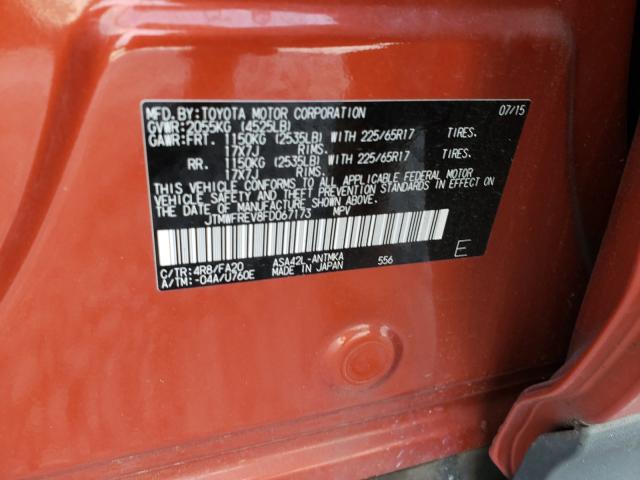 MFD. BY: TOYOTA MOTOR CORPORATION 07/15
GVWR: 2055KG (4525LB)
GAWR: FRT. 1150KG (2535LB) WITH 225/65R17 TIRES.
17X7J RIMS.
RR. 1150KG (2535LB) WITH 225/65R17 TIRES.
17X7J RIMS.
THIS VEHICLE CONFORMS TO ALL APPLICABLE FEDERAL MOTOR
VEHICLE SAFETY AND THEFT PREVENTION STANDARDS IN EFFECT
ON THE DATE OF MANUFACTURE SHOWN ABOVE.
JTMWFREV8FD067173 MPV
C/TR: 4R8/FA20 ASA42L-ANTMKA 556 E
A/TM: -04A/U760E MADE IN JAPAN